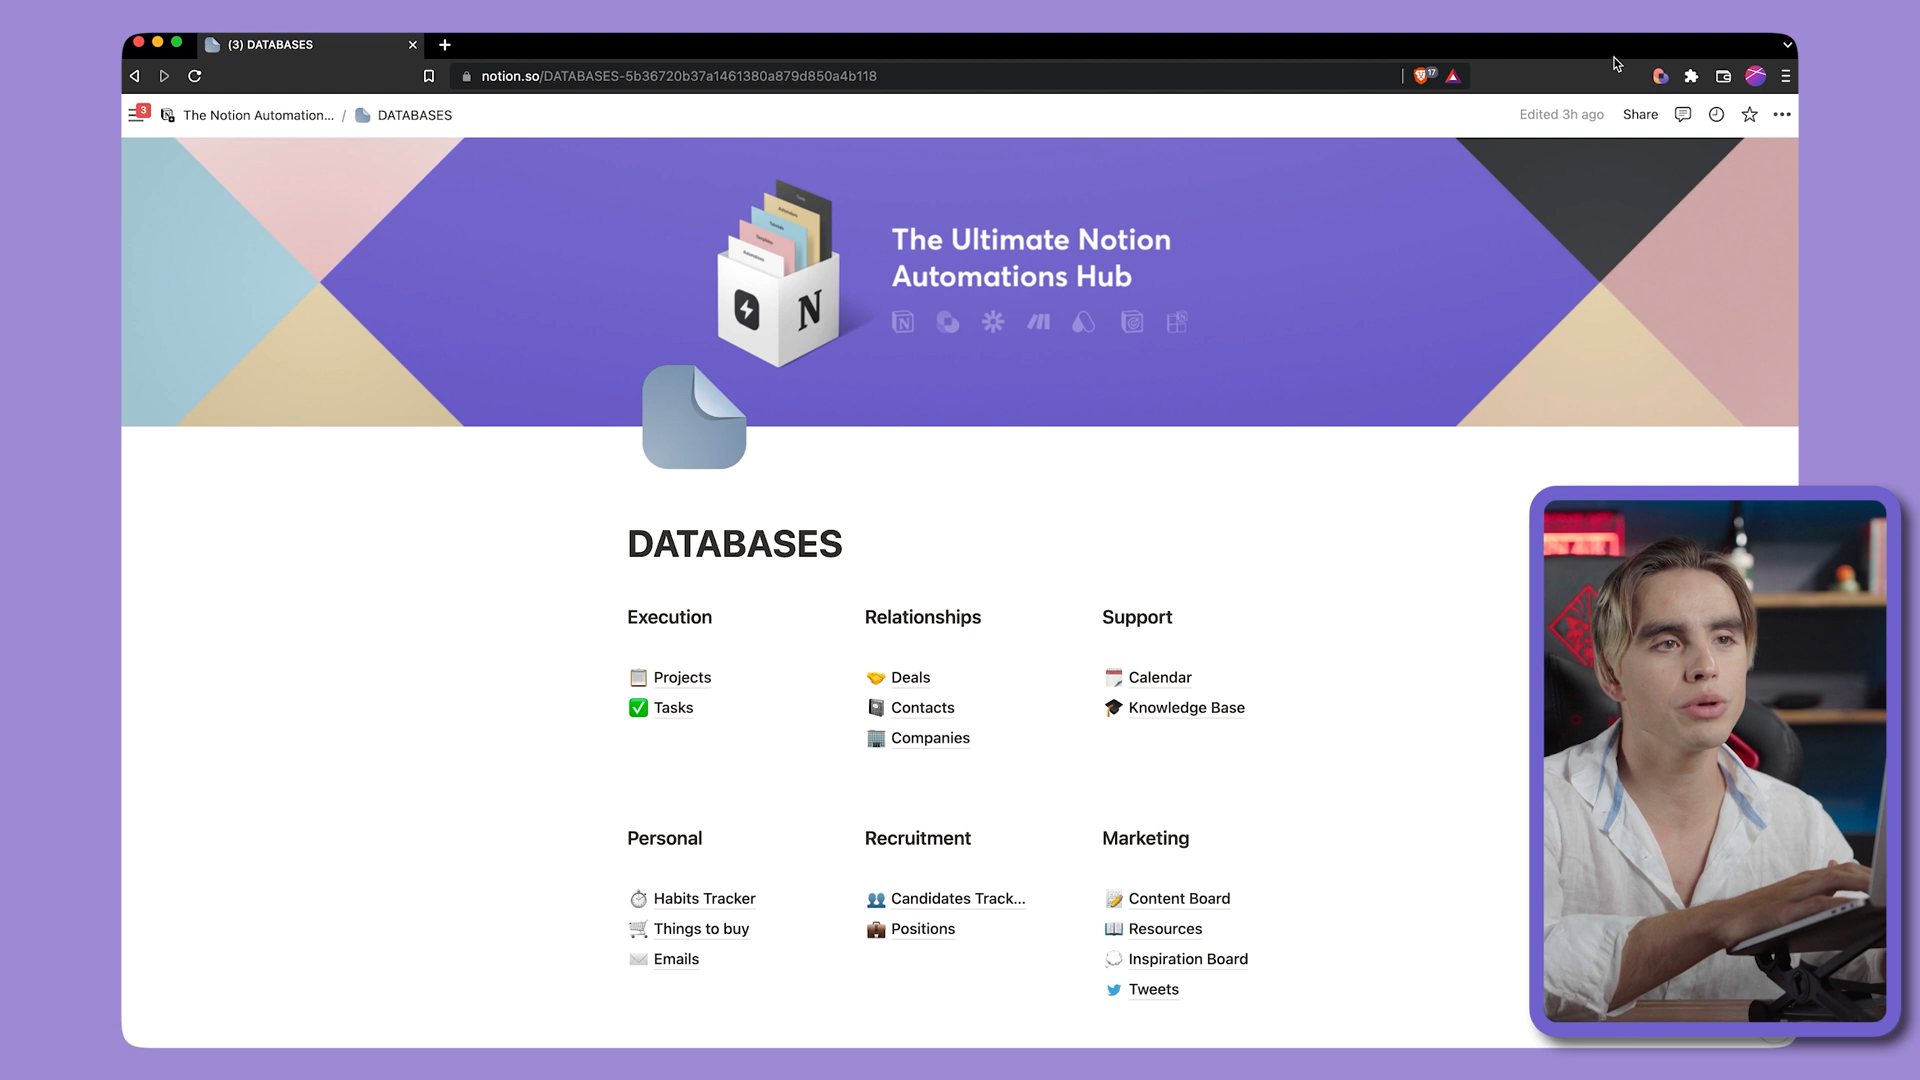 (3) DATABASES
notion.so/DATABASES-5b36720b37a1461380a879d850a4b118
17
3
The Notion Automation... / DATABASES
Edited 3h ago
Share
The Ultimate Notion
Automations Hub
N
DATABASES
Execution
Projects
Tasks
Relationships
Deals
Contacts
Companies
Support
Calendar
Knowledge Base
Personal
Habits Tracker
Things to buy
Emails
Recruitment
Candidates Track...
Positions
Marketing
Content Board
Resources
Inspiration Board
Tweets